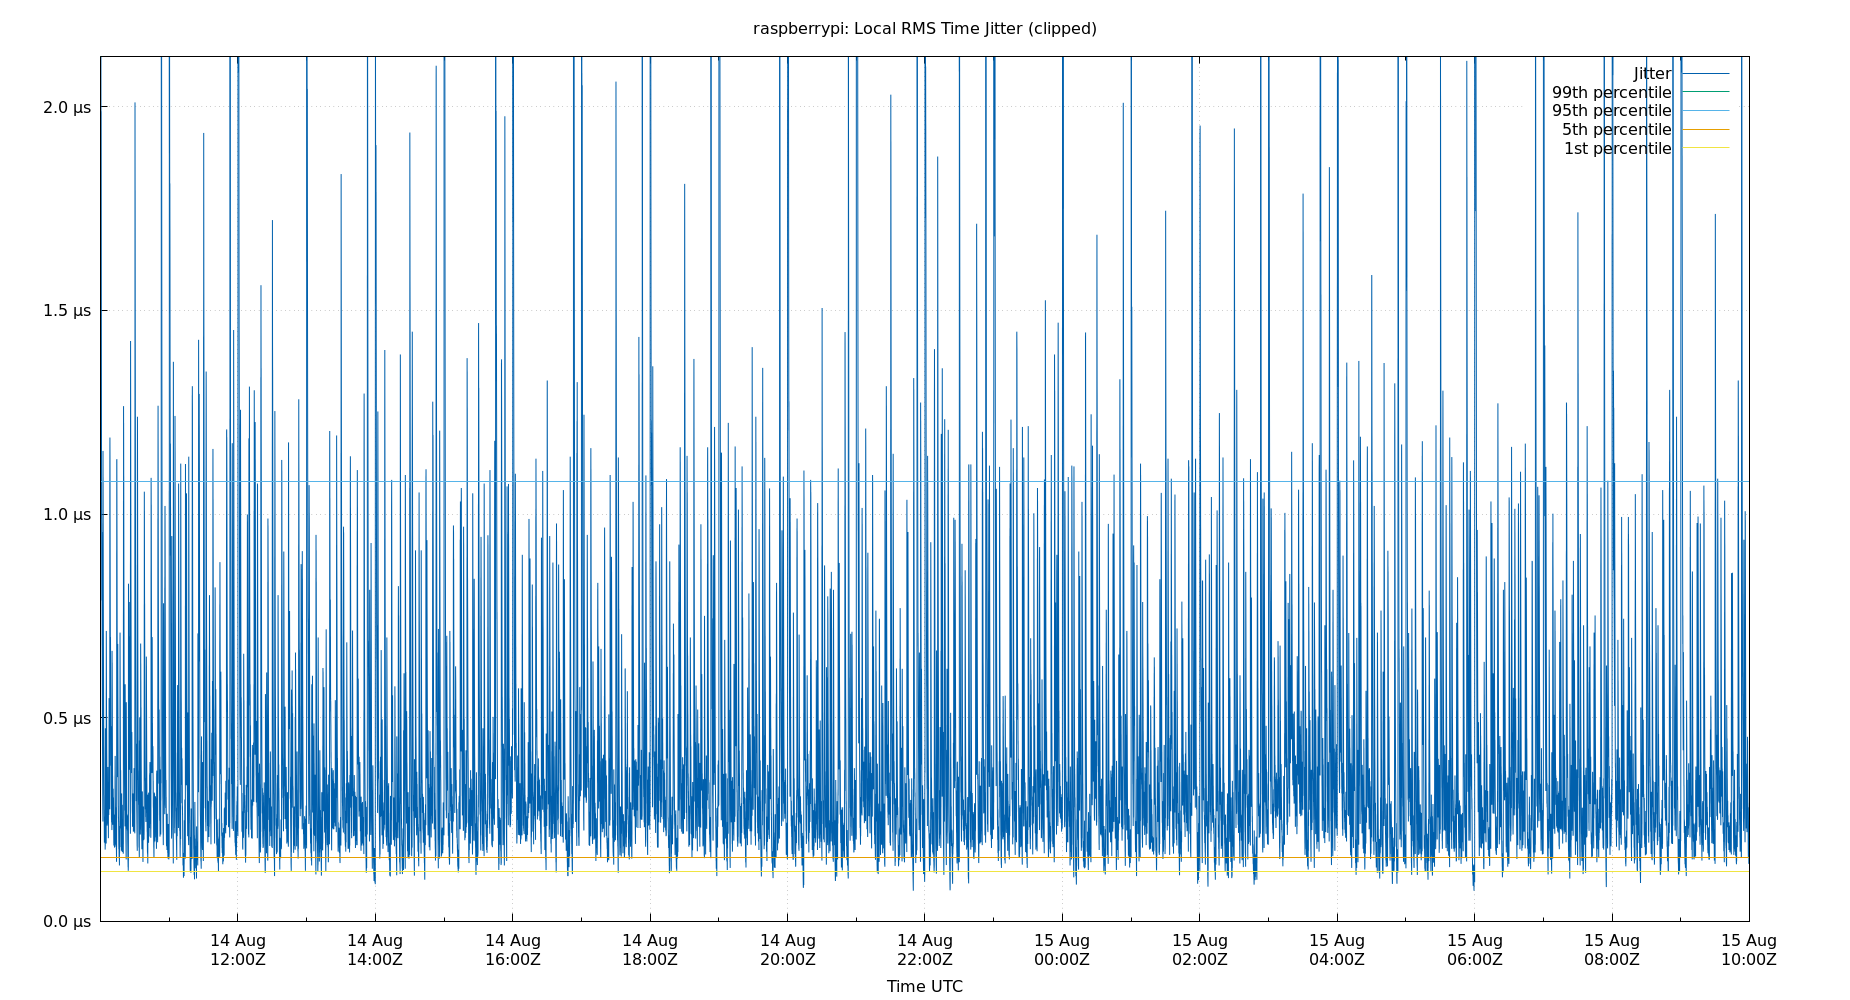 raspberrypi: Local RMS Time Jitter (clipped)
Jitter
99th percentile
95th percentile
5th percentile
1st percentile
2.0 µs
1.5 µs
1.0 µs
0.5 µs
0.0 µs
14 Aug 14 Aug 14 Aug 14 Aug 14 Aug 14 Aug 15 Aug 15 Aug 15 Aug 15 Aug 15 Aug 15 Aug
12:00Z 14:00Z 16:00Z 18:00Z 20:00Z 22:00Z 00:00Z 02:00Z 04:00Z 06:00Z 08:00Z 10:00Z
Time UTC